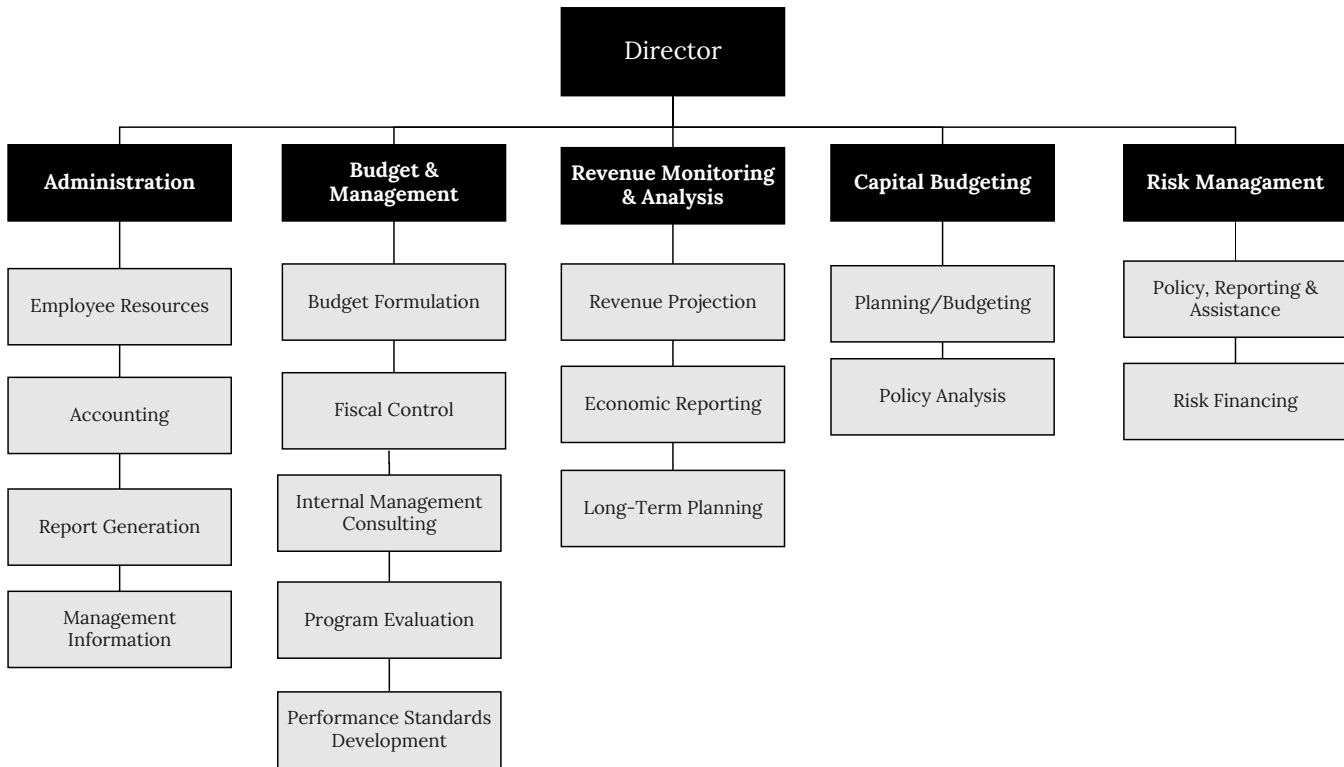 Director
Administration
Budget &
Management
Revenue Monitoring
& Analysis
Capital Budgeting
Risk Managament
Employee Resources
Accounting
Report Generation
Management
Information
Budget Formulation
Fiscal Control
Internal Management
Consulting
Program Evaluation
Performance Standards
Development
Revenue Projection
Economic Reporting
Long-Term Planning
Planning/Budgeting
Policy Analysis
Policy, Reporting &
Assistance
Risk Financing